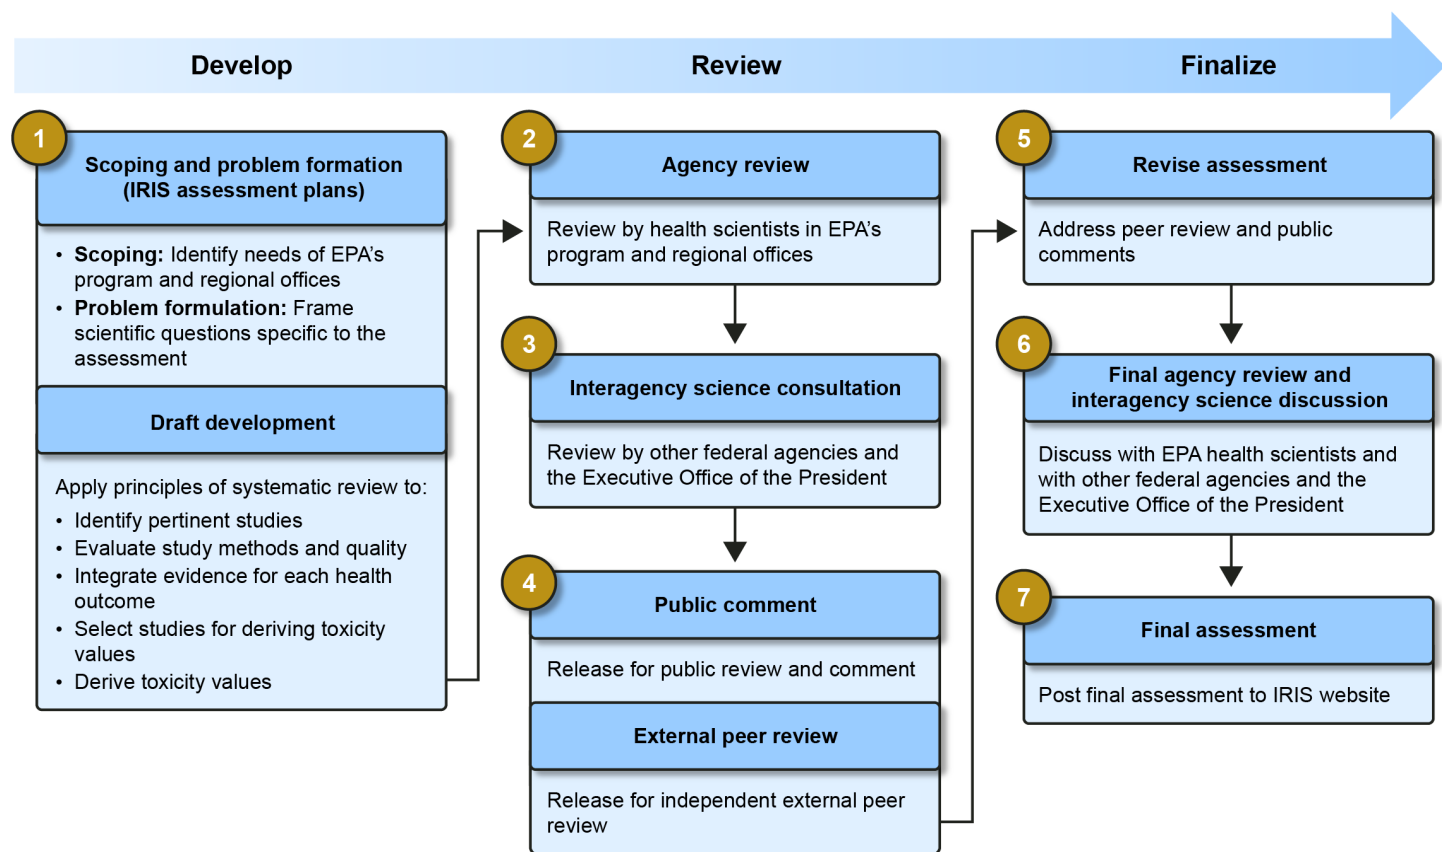 Develop
Review
Finalize
1
Scoping and problem formation
(IRIS assessment plans)
• Scoping: Identify needs of EPA's
program and regional offices
• Problem formulation: Frame
scientific questions specific to the
assessment
Draft development
Apply principles of systematic review to:
• Identify pertinent studies
• Evaluate study methods and quality
• Integrate evidence for each health
outcome
• Select studies for deriving toxicity
values
• Derive toxicity values
2
Agency review
Review by health scientists in EPA's
program and regional offices
3
Interagency science consultation
Review by other federal agencies and
the Executive Office of the President
4
Public comment
Release for public review and comment
External peer review
Release for independent external peer
review
5
Revise assessment
Address peer review and public
comments
6
Final agency review and
interagency science discussion
Discuss with EPA health scientists and
with other federal agencies and the
Executive Office of the President
7
Final assessment
Post final assessment to IRIS website